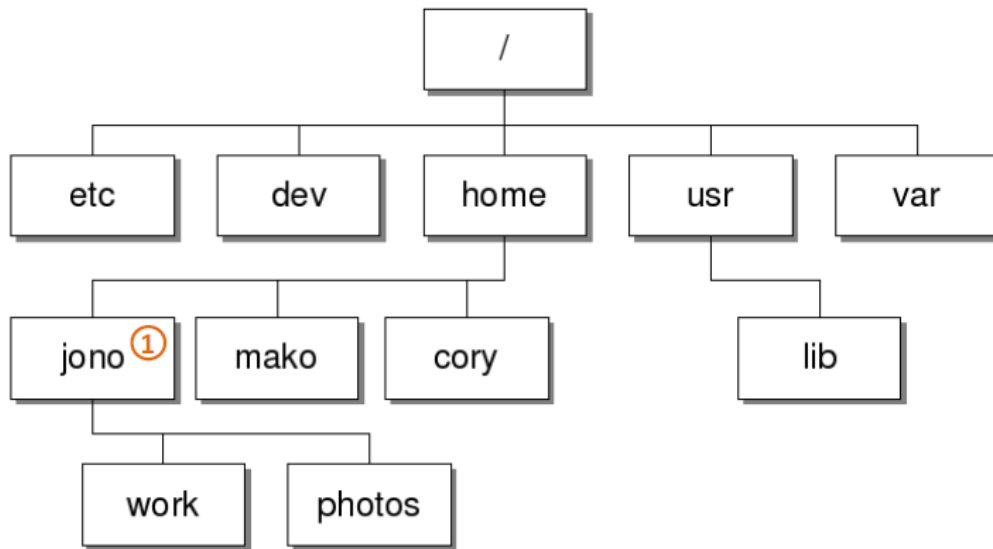 /
etc dev home usr var
jono 1 mako cory lib
work photos